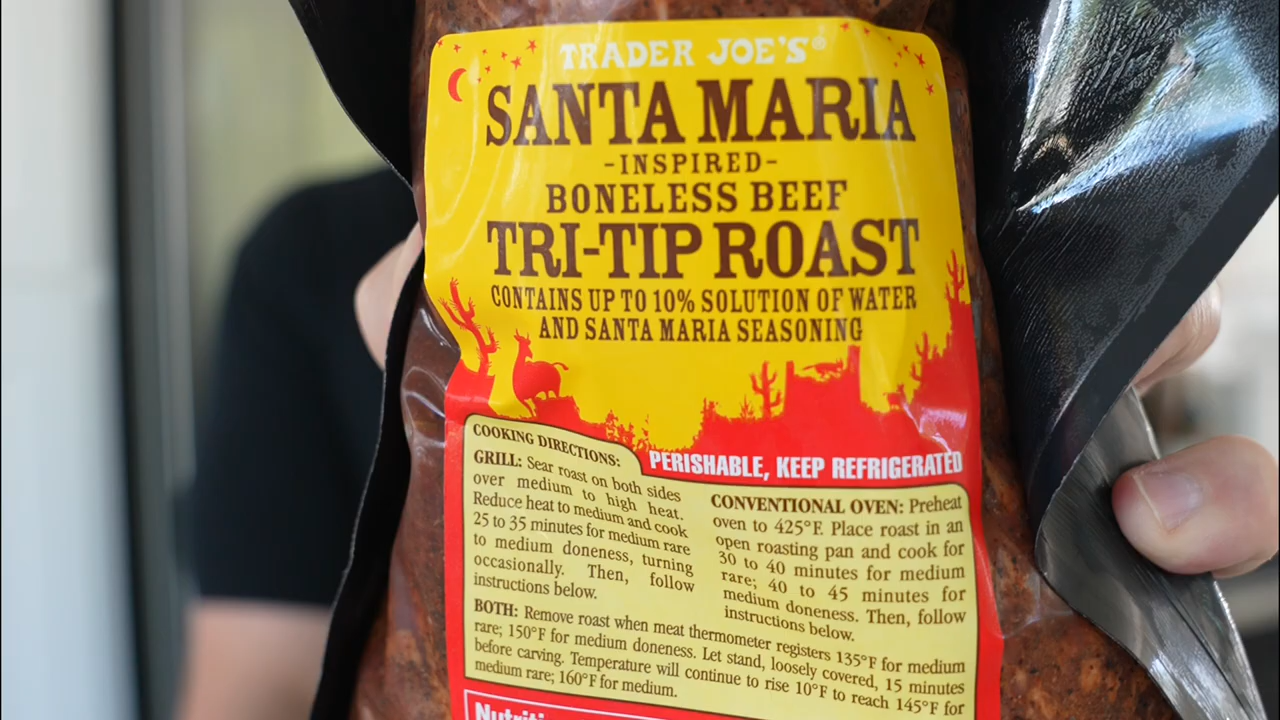 TRADER JOE'S®
SANTA MARIA
-INSPIRED-
BONELESS BEEF
TRI-TIP ROAST
CONTAINS UP TO 10% SOLUTION OF WATER
AND SANTA MARIA SEASONING
PERISHABLE, KEEP REFRIGERATED
COOKING DIRECTIONS:
GRILL: Sear roast on both sides
over medium to high heat.
Reduce heat to medium and cook
25 to 35 minutes for medium rare
to medium doneness, turning
occasionally. Then, follow
instructions below.
CONVENTIONAL OVEN: Preheat
oven to 425°F. Place roast in an
open roasting pan and cook for
30 to 40 minutes for medium
rare; 40 to 45 minutes for
medium doneness. Then, follow
instructions below.
BOTH: Remove roast when meat thermometer registers 135°F for medium
rare; 150°F for medium doneness. Let stand, loosely covered, 15 minutes
before carving. Temperature will continue to rise 10°F to reach 145°F for
medium rare; 160°F for medium.